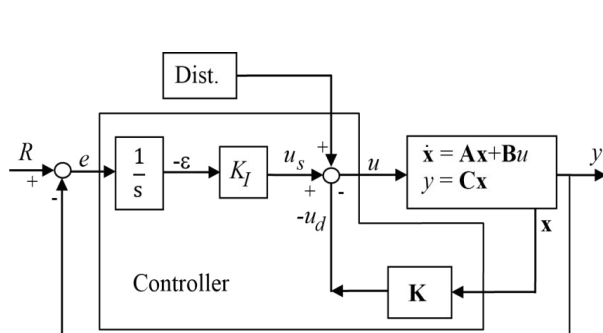 Dist.
R
+
-
e
1
s
-ε
K_I
u_s
+
+
-
u
-u_d
ẋ = Ax+Bu
y = Cx
y
x
Controller
K